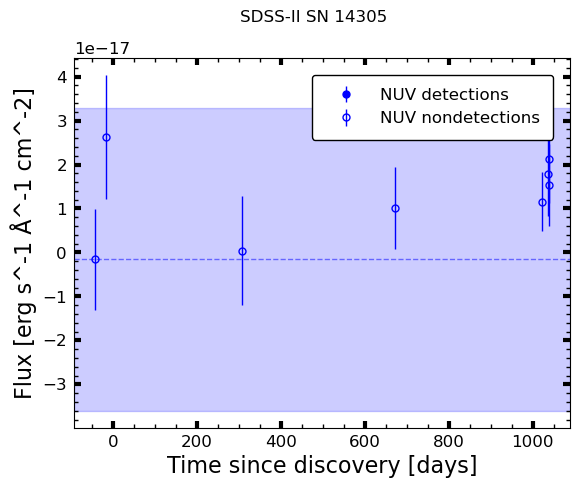 SDSS-II SN 14305
1e−17
NUV detections
NUV nondetections
Flux [erg s^-1 Å^-1 cm^-2]
4
3
2
1
0
−1
−2
−3
0 200 400 600 800 1000
Time since discovery [days]